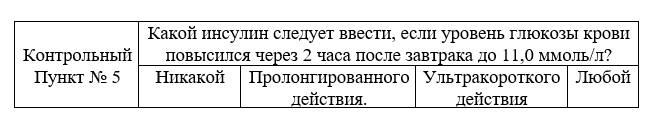 Контрольный
Пункт № 5
Какой инсулин следует ввести, если уровень глюкозы крови
повысился через 2 часа после завтрака до 11,0 ммоль/л?
Никакой
Пролонгированного
действия.
Ультракороткого
действия
Любой